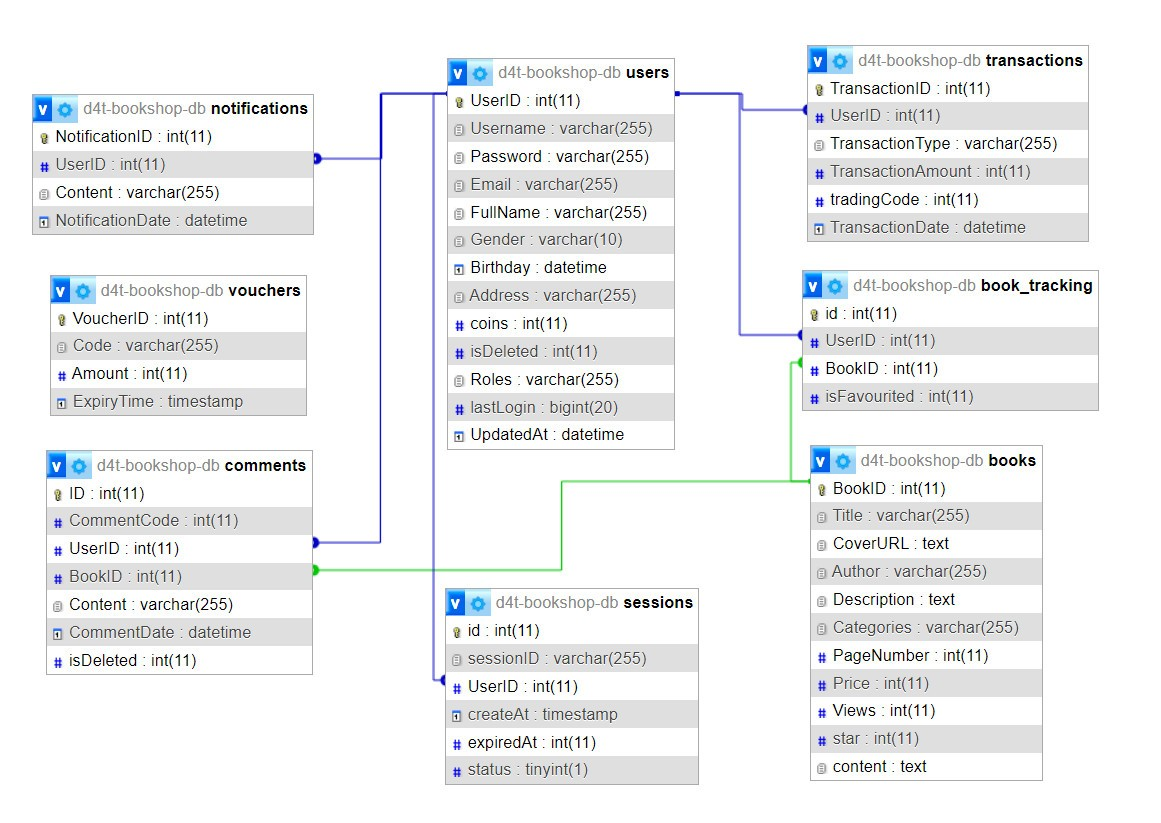 d4t-bookshop-db notifications
NotificationID : int(11)
UserID : int(11)
Content : varchar(255)
NotificationDate : datetime
d4t-bookshop-db vouchers
VoucherID : int(11)
Code : varchar(255)
Amount : int(11)
ExpiryTime : timestamp
d4t-bookshop-db comments
ID : int(11)
CommentCode : int(11)
UserID : int(11)
BookID : int(11)
Content : varchar(255)
CommentDate : datetime
isDeleted : int(11)
d4t-bookshop-db users
UserID : int(11)
Username : varchar(255)
Password : varchar(255)
Email : varchar(255)
FullName : varchar(255)
Gender : varchar(10)
Birthday : datetime
Address : varchar(255)
coins : int(11)
isDeleted : int(11)
Roles : varchar(255)
lastLogin : bigint(20)
UpdatedAt : datetime
d4t-bookshop-db sessions
id : int(11)
sessionID : varchar(255)
UserID : int(11)
createAt : timestamp
expiredAt : int(11)
status : tinyint(1)
d4t-bookshop-db transactions
TransactionID : int(11)
UserID : int(11)
TransactionType : varchar(255)
TransactionAmount : int(11)
tradingCode : int(11)
TransactionDate : datetime
d4t-bookshop-db book_tracking
id : int(11)
UserID : int(11)
BookID : int(11)
isFavourited : int(11)
d4t-bookshop-db books
BookID : int(11)
Title : varchar(255)
CoverURL : text
Author : varchar(255)
Description : text
Categories : varchar(255)
PageNumber : int(11)
Price : int(11)
Views : int(11)
star : int(11)
content : text